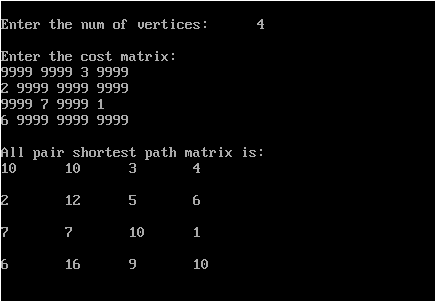 Enter the num of vertices: 4
Enter the cost matrix:
9999 9999 3 9999
2 9999 9999 9999
9999 7 9999 1
6 9999 9999 9999
All pair shortest path matrix is:
10 10 3 4
2 12 5 6
7 7 10 1
6 16 9 10